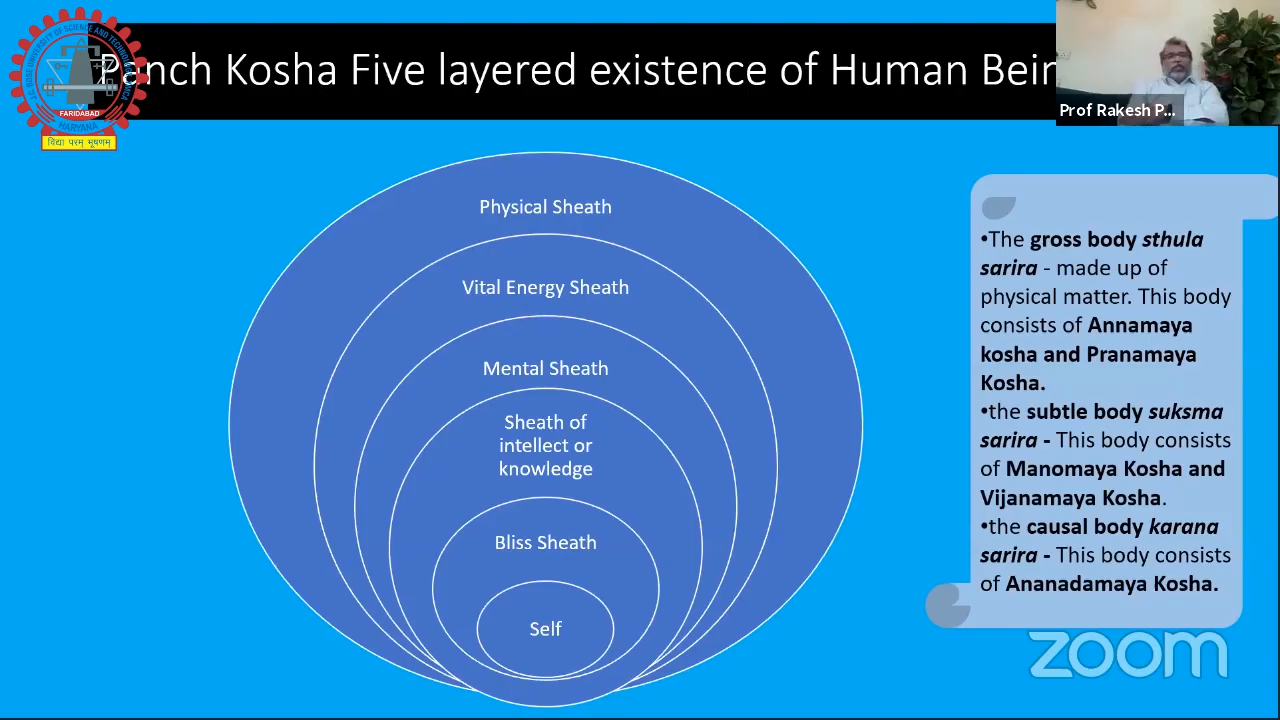 Panch Kosha Five layered existence of Human Bein
Prof Rakesh P...
FARIDABAD
HARYANA
विद्या परम् भूषणम्
Physical Sheath
Vital Energy Sheath
Mental Sheath
Sheath of
intellect or
knowledge
Bliss Sheath
Self
•The gross body sthula
sarira - made up of
physical matter. This body
consists of Annamaya
kosha and Pranamaya
Kosha.
•the subtle body suksma
sarira - This body consists
of Manomaya Kosha and
Vijanamaya Kosha.
•the causal body karana
sarira - This body consists
of Ananadamaya Kosha.
zoom